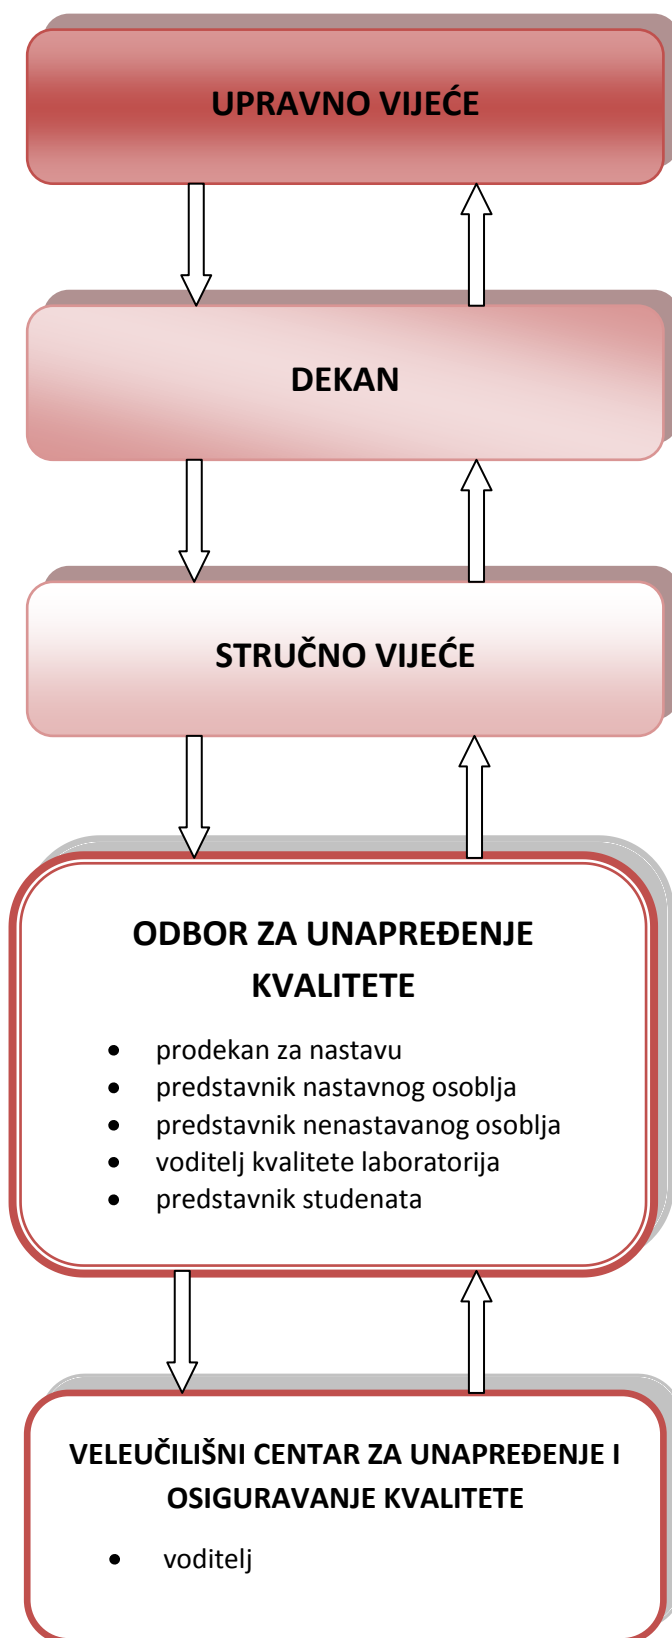 UPRAVNO VIJEĆE
DEKAN
STRUČNO VIJEĆE
ODBOR ZA UNAPREĐENJE
KVALITETE
• prodekan za nastavu
• predstavnik nastavnog osoblja
• predstavnik nenastavanog osoblja
• voditelj kvalitete laboratorija
• predstavnik studenata
VELEUČILIŠNI CENTAR ZA UNAPREĐENJE I
OSIGURAVANJE KVALITETE
• voditelj